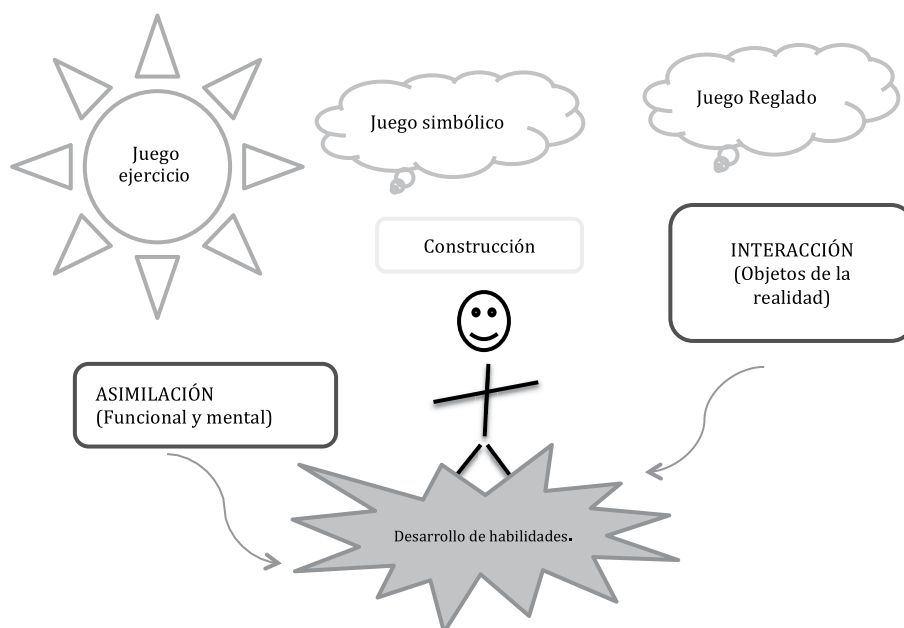 Juego
ejercicio
Juego simbólico
Juego Reglado
Construcción
INTERACCIÓN
(Objetos de la
realidad)
ASIMILACIÓN
(Funcional y mental)
Desarrollo de habilidades.